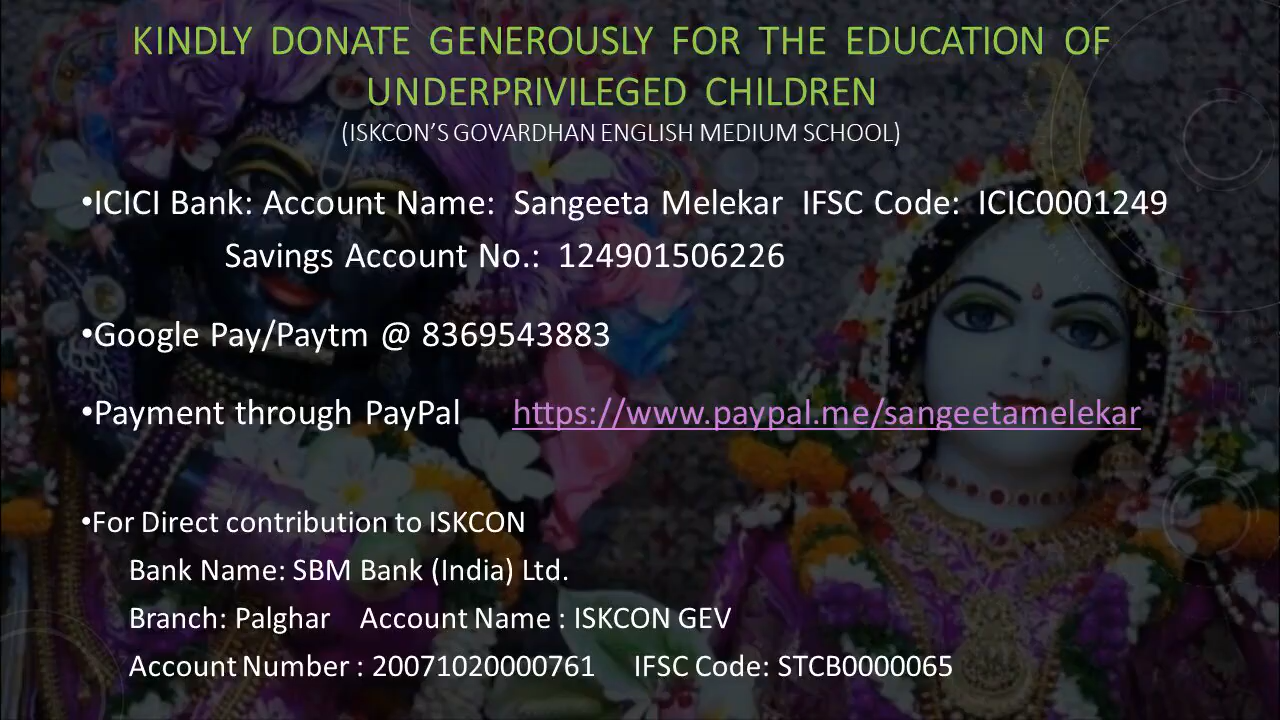 KINDLY DONATE GENEROUSLY FOR THE EDUCATION OF
UNDERPRIVILEGED CHILDREN
(ISKCON’S GOVARDHAN ENGLISH MEDIUM SCHOOL)
•ICICI Bank: Account Name: Sangeeta Melekar IFSC Code: ICIC0001249
Savings Account No.: 124901506226
•Google Pay/Paytm @ 8369543883
•Payment through PayPal https://www.paypal.me/sangeetamelekar
•For Direct contribution to ISKCON
Bank Name: SBM Bank (India) Ltd.
Branch: Palghar Account Name : ISKCON GEV
Account Number : 20071020000761 IFSC Code: STCB0000065